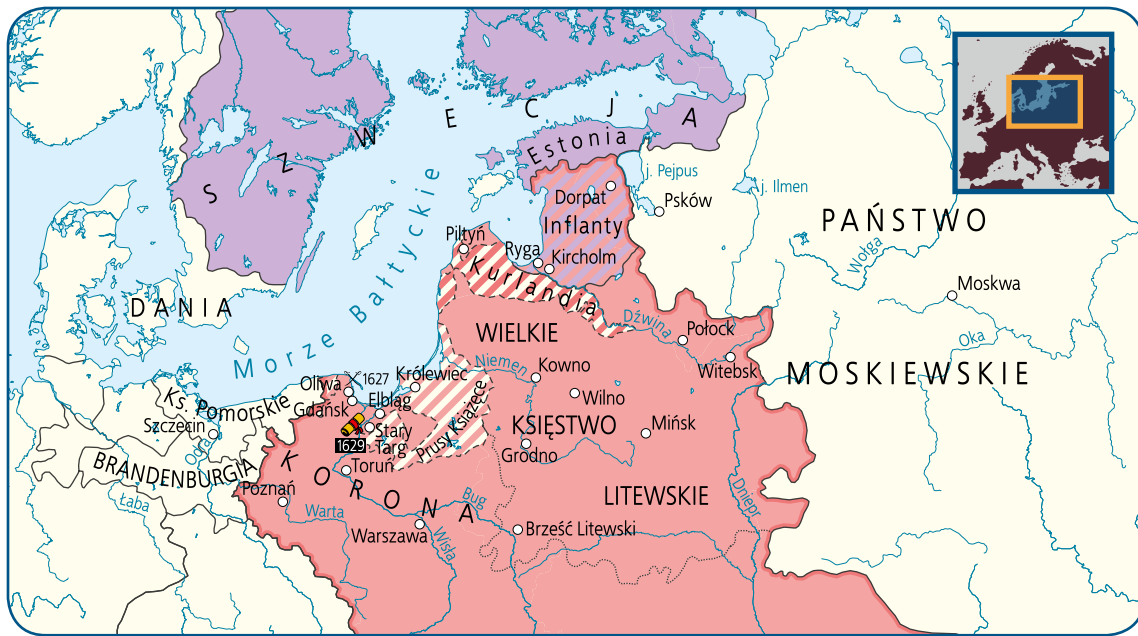 SZWECJA
Estonia
j. Pejpus
j. Ilmen
Dorpat
Psków
Inflanty
PAŃSTWO
Piltyń
Ryga
Kircholm
Wołga
Kurlandia
Moskwa
DANIA
Morze Bałtyckie
WIELKIE
Dźwina
Połock
Oka
Witebsk
MOSKIEWSKIE
Niemen
Kowno
Oliwa
1627
Królewiec
Ks. Pomorskie
Gdańsk
Elbląg
Wilno
Szczecin
Stary
Targ
1629
Prusy Książęce
KSIĘSTWO
Mińsk
Odra
Grodno
BRANDENBURGIA
Toruń
KORONA
Poznań
LITEWSKIE
Łaba
Warta
Bug
Dniepr
Warszawa
Wisła
Brześć Litewski